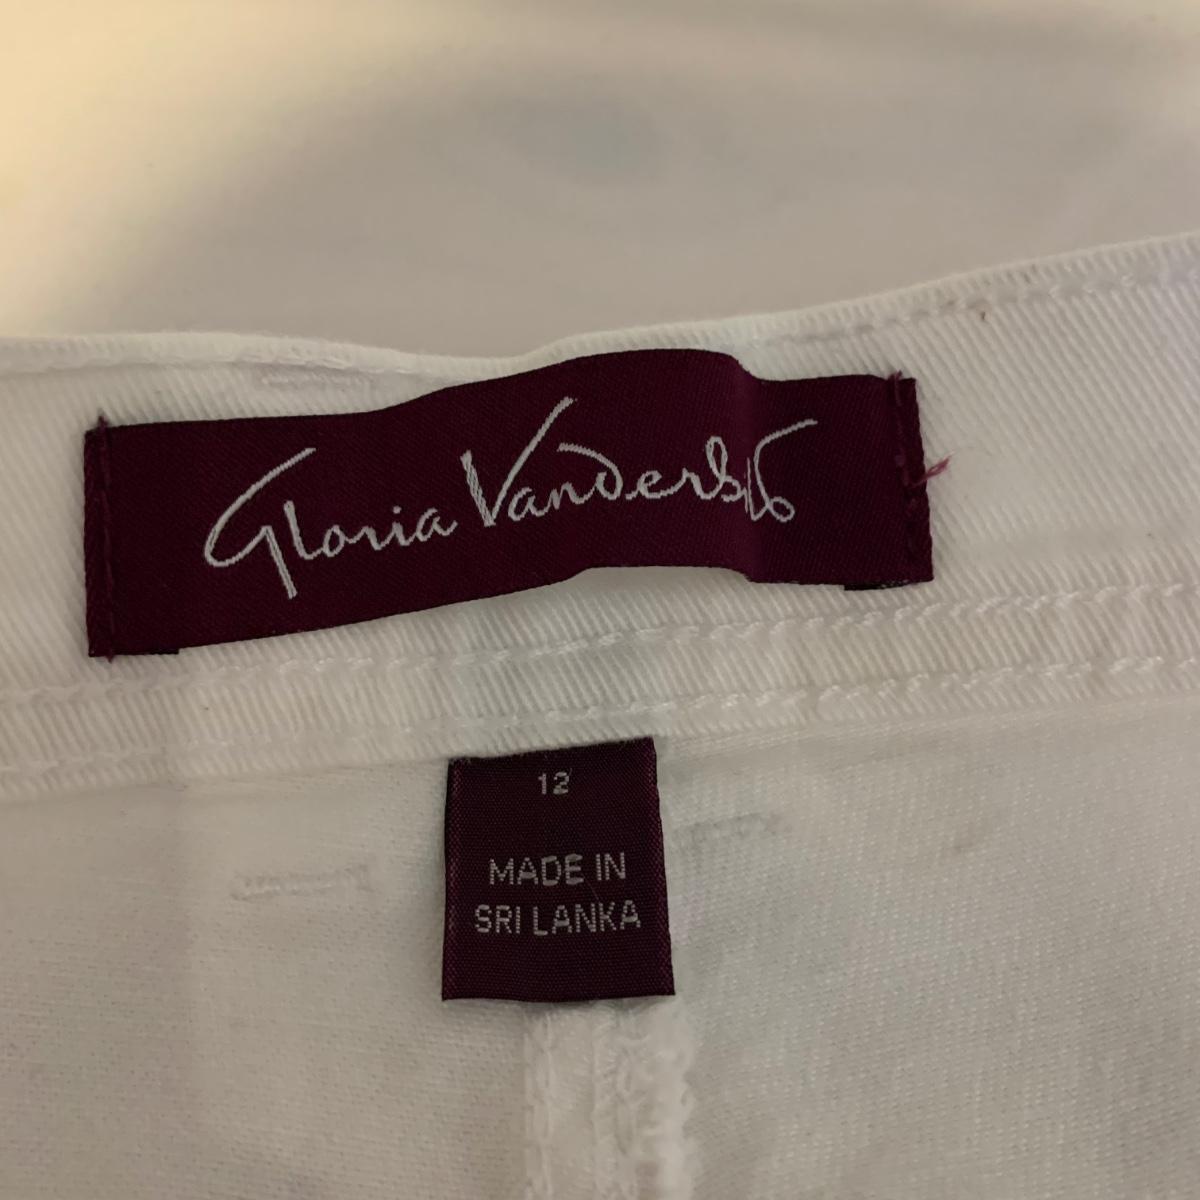 Gloria Vanderbilt
12
MADE IN
SRI LANKA